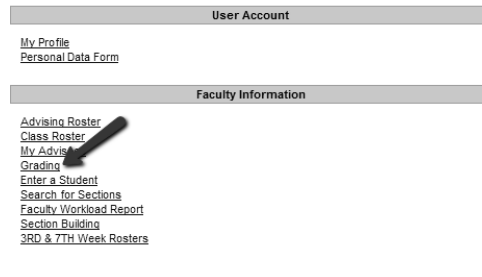 User Account
My Profile
Personal Data Form
Faculty Information
Advising Roster
Class Roster
My
Grading
Enter a Student
Search for Sections
Faculty Workload Report
Section Building
3RD & 7TH Week Rosters